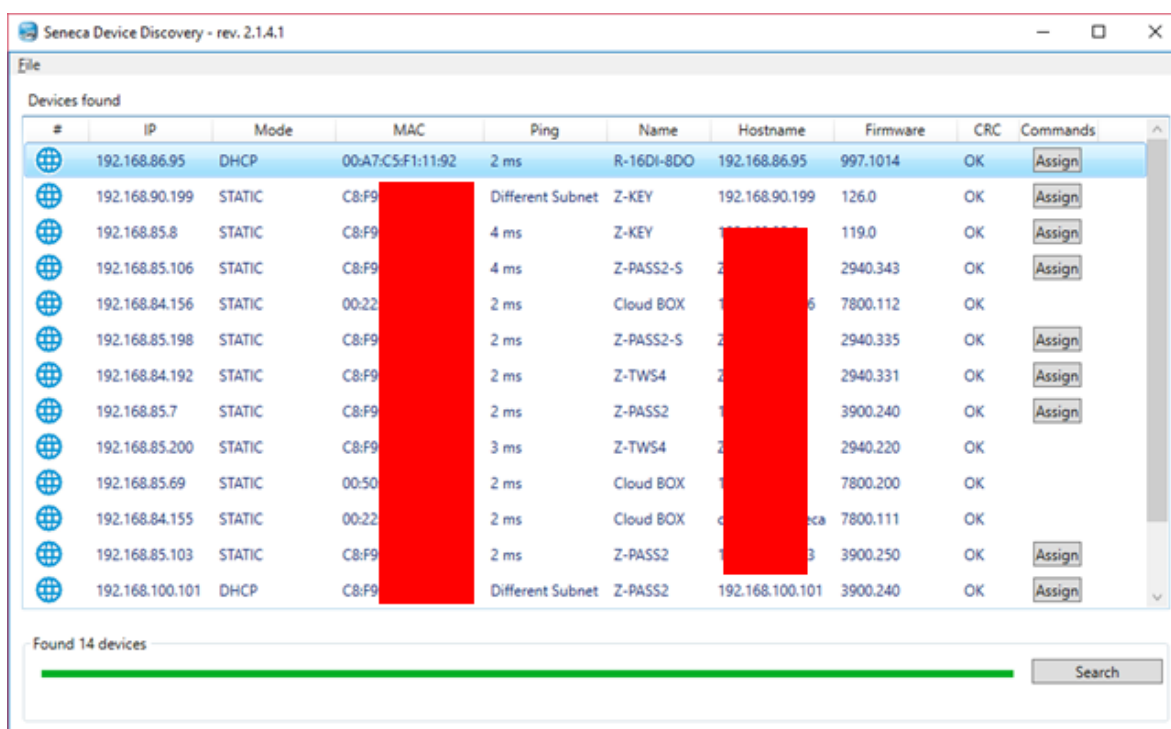 Seneca Device Discovery - rev. 2.1.4.1
File
Devices found
# IP Mode MAC Ping Name Hostname Firmware CRC Commands
192.168.86.95 DHCP 00:A7:C5:F1:11:92 2 ms R-16DI-8DO 192.168.86.95 997.1014 OK Assign
192.168.90.199 STATIC C8:F9 Different Subnet Z-KEY 192.168.90.199 126.0 OK Assign
192.168.85.8 STATIC C8:F9 4 ms Z-KEY 119.0 OK Assign
192.168.85.106 STATIC C8:F9 4 ms Z-PASS2-S Z 2940.343 OK Assign
192.168.84.156 STATIC 00:22: 2 ms Cloud BOX 1 6 7800.112 OK
192.168.85.198 STATIC C8:F9 2 ms Z-PASS2-S Z 2940.335 OK Assign
192.168.84.192 STATIC C8:F9 2 ms Z-TWS4 Z 2940.331 OK Assign
192.168.85.7 STATIC C8:F9 2 ms Z-PASS2 1 3900.240 OK Assign
192.168.85.200 STATIC C8:F9 3 ms Z-TWS4 Z 2940.220 OK
192.168.85.69 STATIC 00:50 2 ms Cloud BOX 1 7800.200 OK
192.168.84.155 STATIC 00:22: 2 ms Cloud BOX c eca 7800.111 OK
192.168.85.103 STATIC C8:F9 2 ms Z-PASS2 1 3 3900.250 OK Assign
192.168.100.101 DHCP C8:F9 Different Subnet Z-PASS2 192.168.100.101 3900.240 OK Assign
Found 14 devices
Search